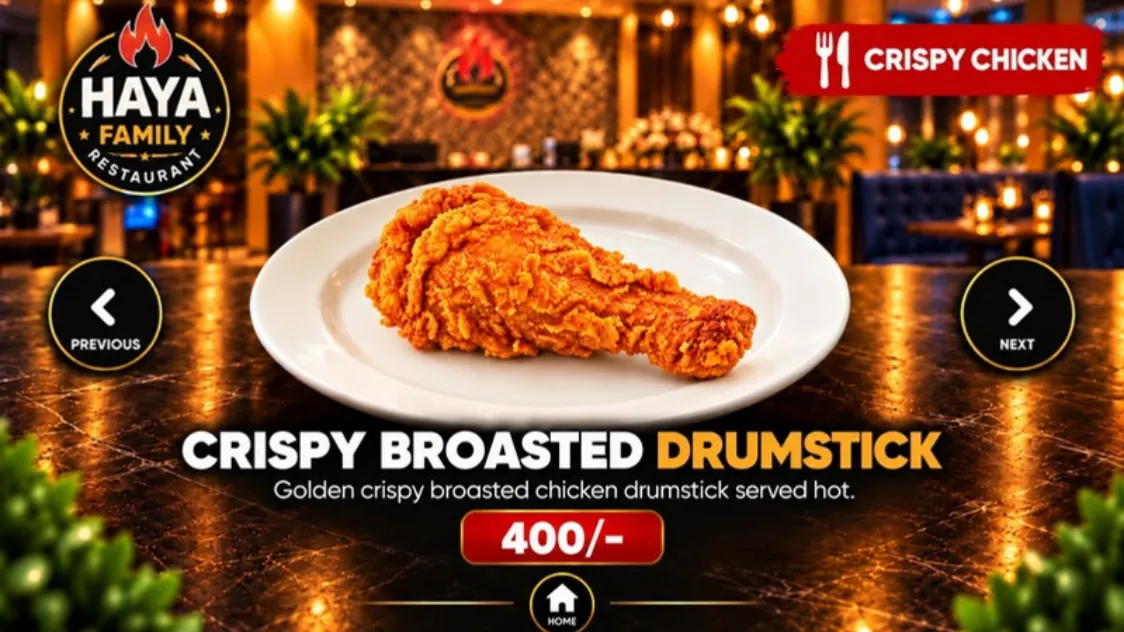 HAYA
FAMILY
RESTAURANT
CRISPY CHICKEN
PREVIOUS
NEXT
CRISPY BROASTED DRUMSTICK
Golden crispy broasted chicken drumstick served hot.
400/-
HOME